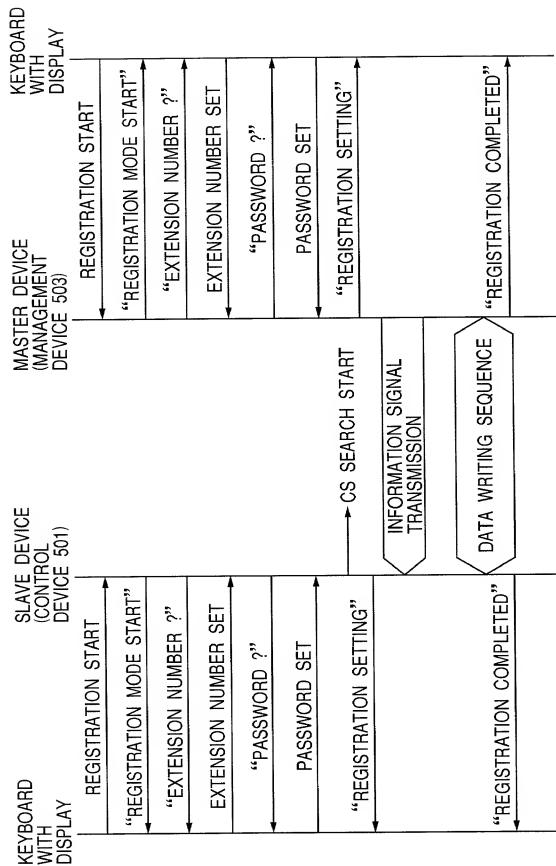 KEYBOARD
WITH
DISPLAY
SLAVE DEVICE
(CONTROL
DEVICE 501)
MASTER DEVICE
(MANAGEMENT
DEVICE 503)
KEYBOARD
WITH
DISPLAY
REGISTRATION START
“REGISTRATION MODE START”
“EXTENSION NUMBER ?”
EXTENSION NUMBER SET
“PASSWORD ?”
PASSWORD SET
“REGISTRATION SETTING”
“REGISTRATION COMPLETED”
CS SEARCH START
INFORMATION SIGNAL
TRANSMISSION
DATA WRITING SEQUENCE
REGISTRATION START
“REGISTRATION MODE START”
“EXTENSION NUMBER ?”
EXTENSION NUMBER SET
“PASSWORD ?”
PASSWORD SET
“REGISTRATION SETTING”
“REGISTRATION COMPLETED”